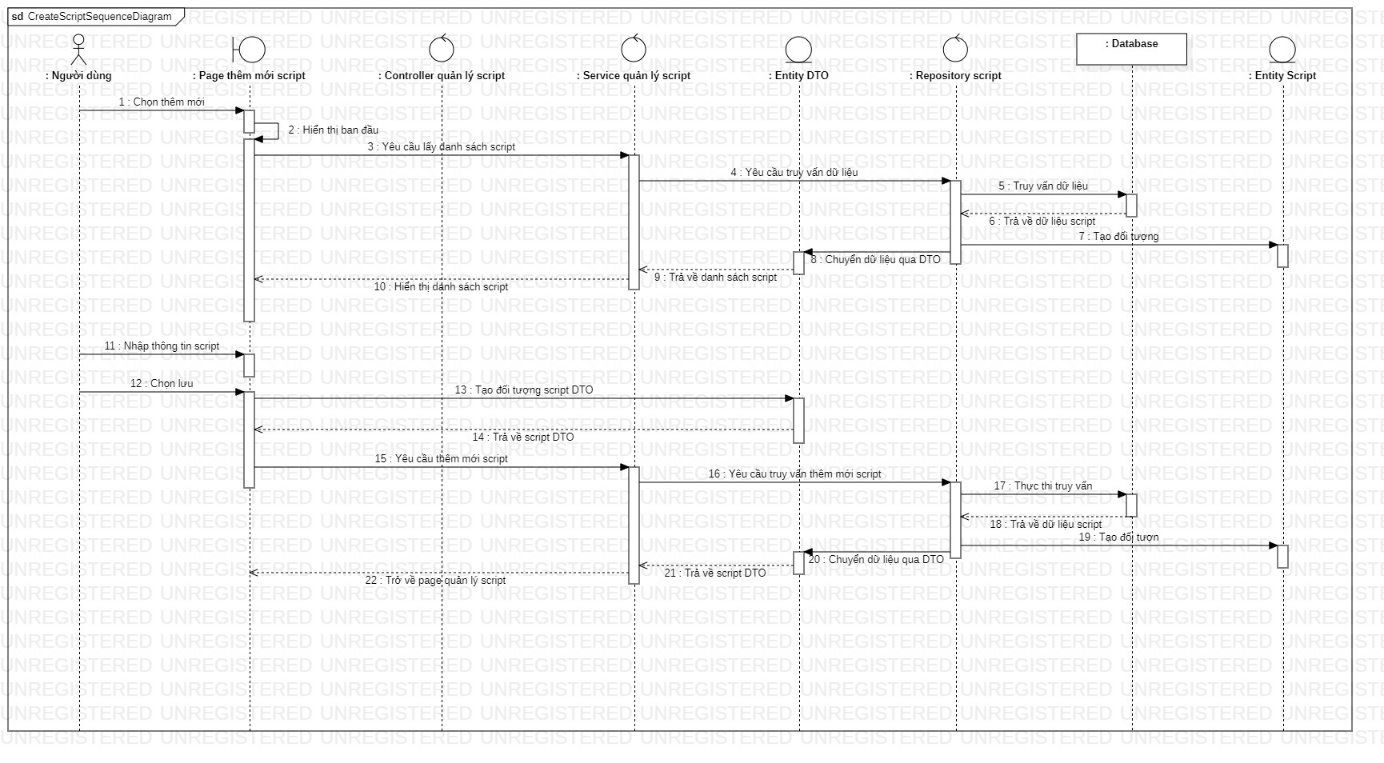 sd CreateScriptSequenceDiagram
: Người dùng
: Page thêm mới script
: Controller quản lý script
: Service quản lý script
: Entity DTO
: Repository script
: Database
: Entity Script
1 : Chọn thêm mới
2 : Hiển thị ban đầu
3 : Yêu cầu lấy danh sách script
4 : Yêu cầu truy vấn dữ liệu
5 : Truy vấn dữ liệu
6 : Trả về dữ liệu script
7 : Tạo đối tượng
8 : Chuyển dữ liệu qua DTO
9 : Trả về danh sách script
10 : Hiển thị danh sách script
11 : Nhập thông tin script
12 : Chọn lưu
13 : Tạo đối tượng script DTO
14 : Trả về script DTO
15 : Yêu cầu thêm mới script
16 : Yêu cầu truy vấn thêm mới script
17 : Thực thi truy vấn
18 : Trả về dữ liệu script
19 : Tạo đối tượn
20 : Chuyển dữ liệu qua DTO
21 : Trả về script DTO
22 : Trở về page quản lý script
UNREGISTERED